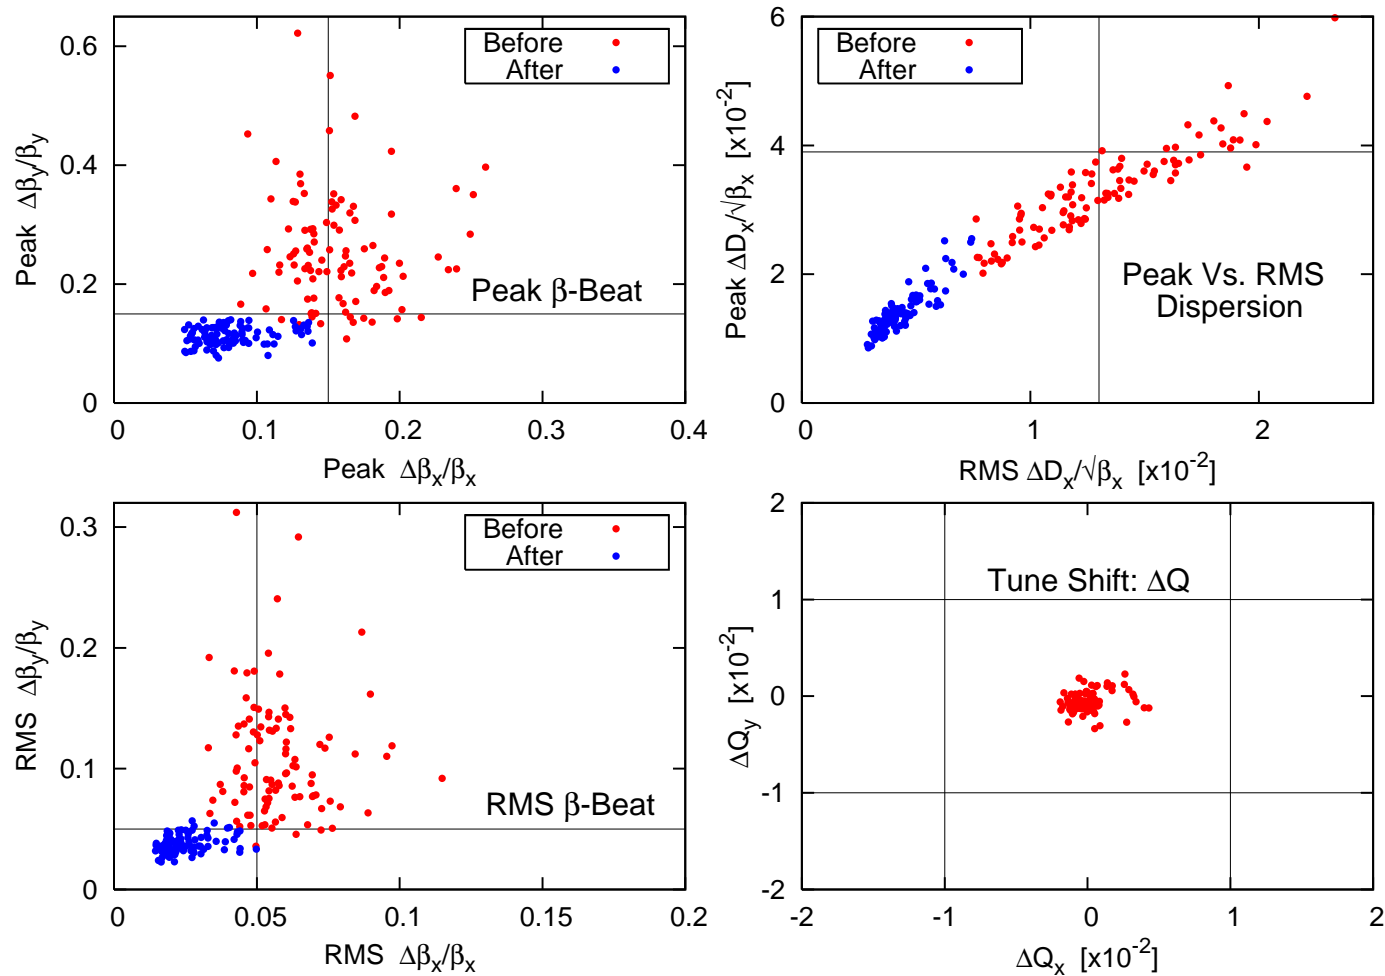 Peak Δβx/βx
Peak Δβy/βy
0 0.1 0.2 0.3 0.4
0
0.2
0.4
0.6
Before
After
Peak β-Beat
RMS ΔDx/√βx [x10-2]
Peak ΔDx/√βx [x10-2]
0
2
4
6
1 2
Before
After
Peak Vs. RMS
Dispersion
RMS Δβx/βx
RMS Δβy/βy
0 0.05 0.1 0.15 0.2
0
0.1
0.2
0.3
Before
After
RMS β-Beat
ΔQx [x10-2]
ΔQy [x10-2]
-2 -1 0 1 2
-2
-1
0
1
2
Tune Shift: ΔQ